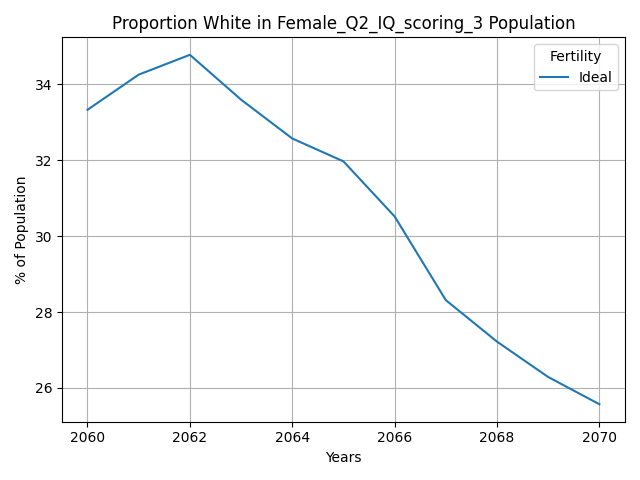 Proportion White in Female_Q2_IQ_scoring_3 Population
Fertility
Ideal
34
32
30
28
26
% of Population
2060
2062
2064
2066
2068
2070
Years